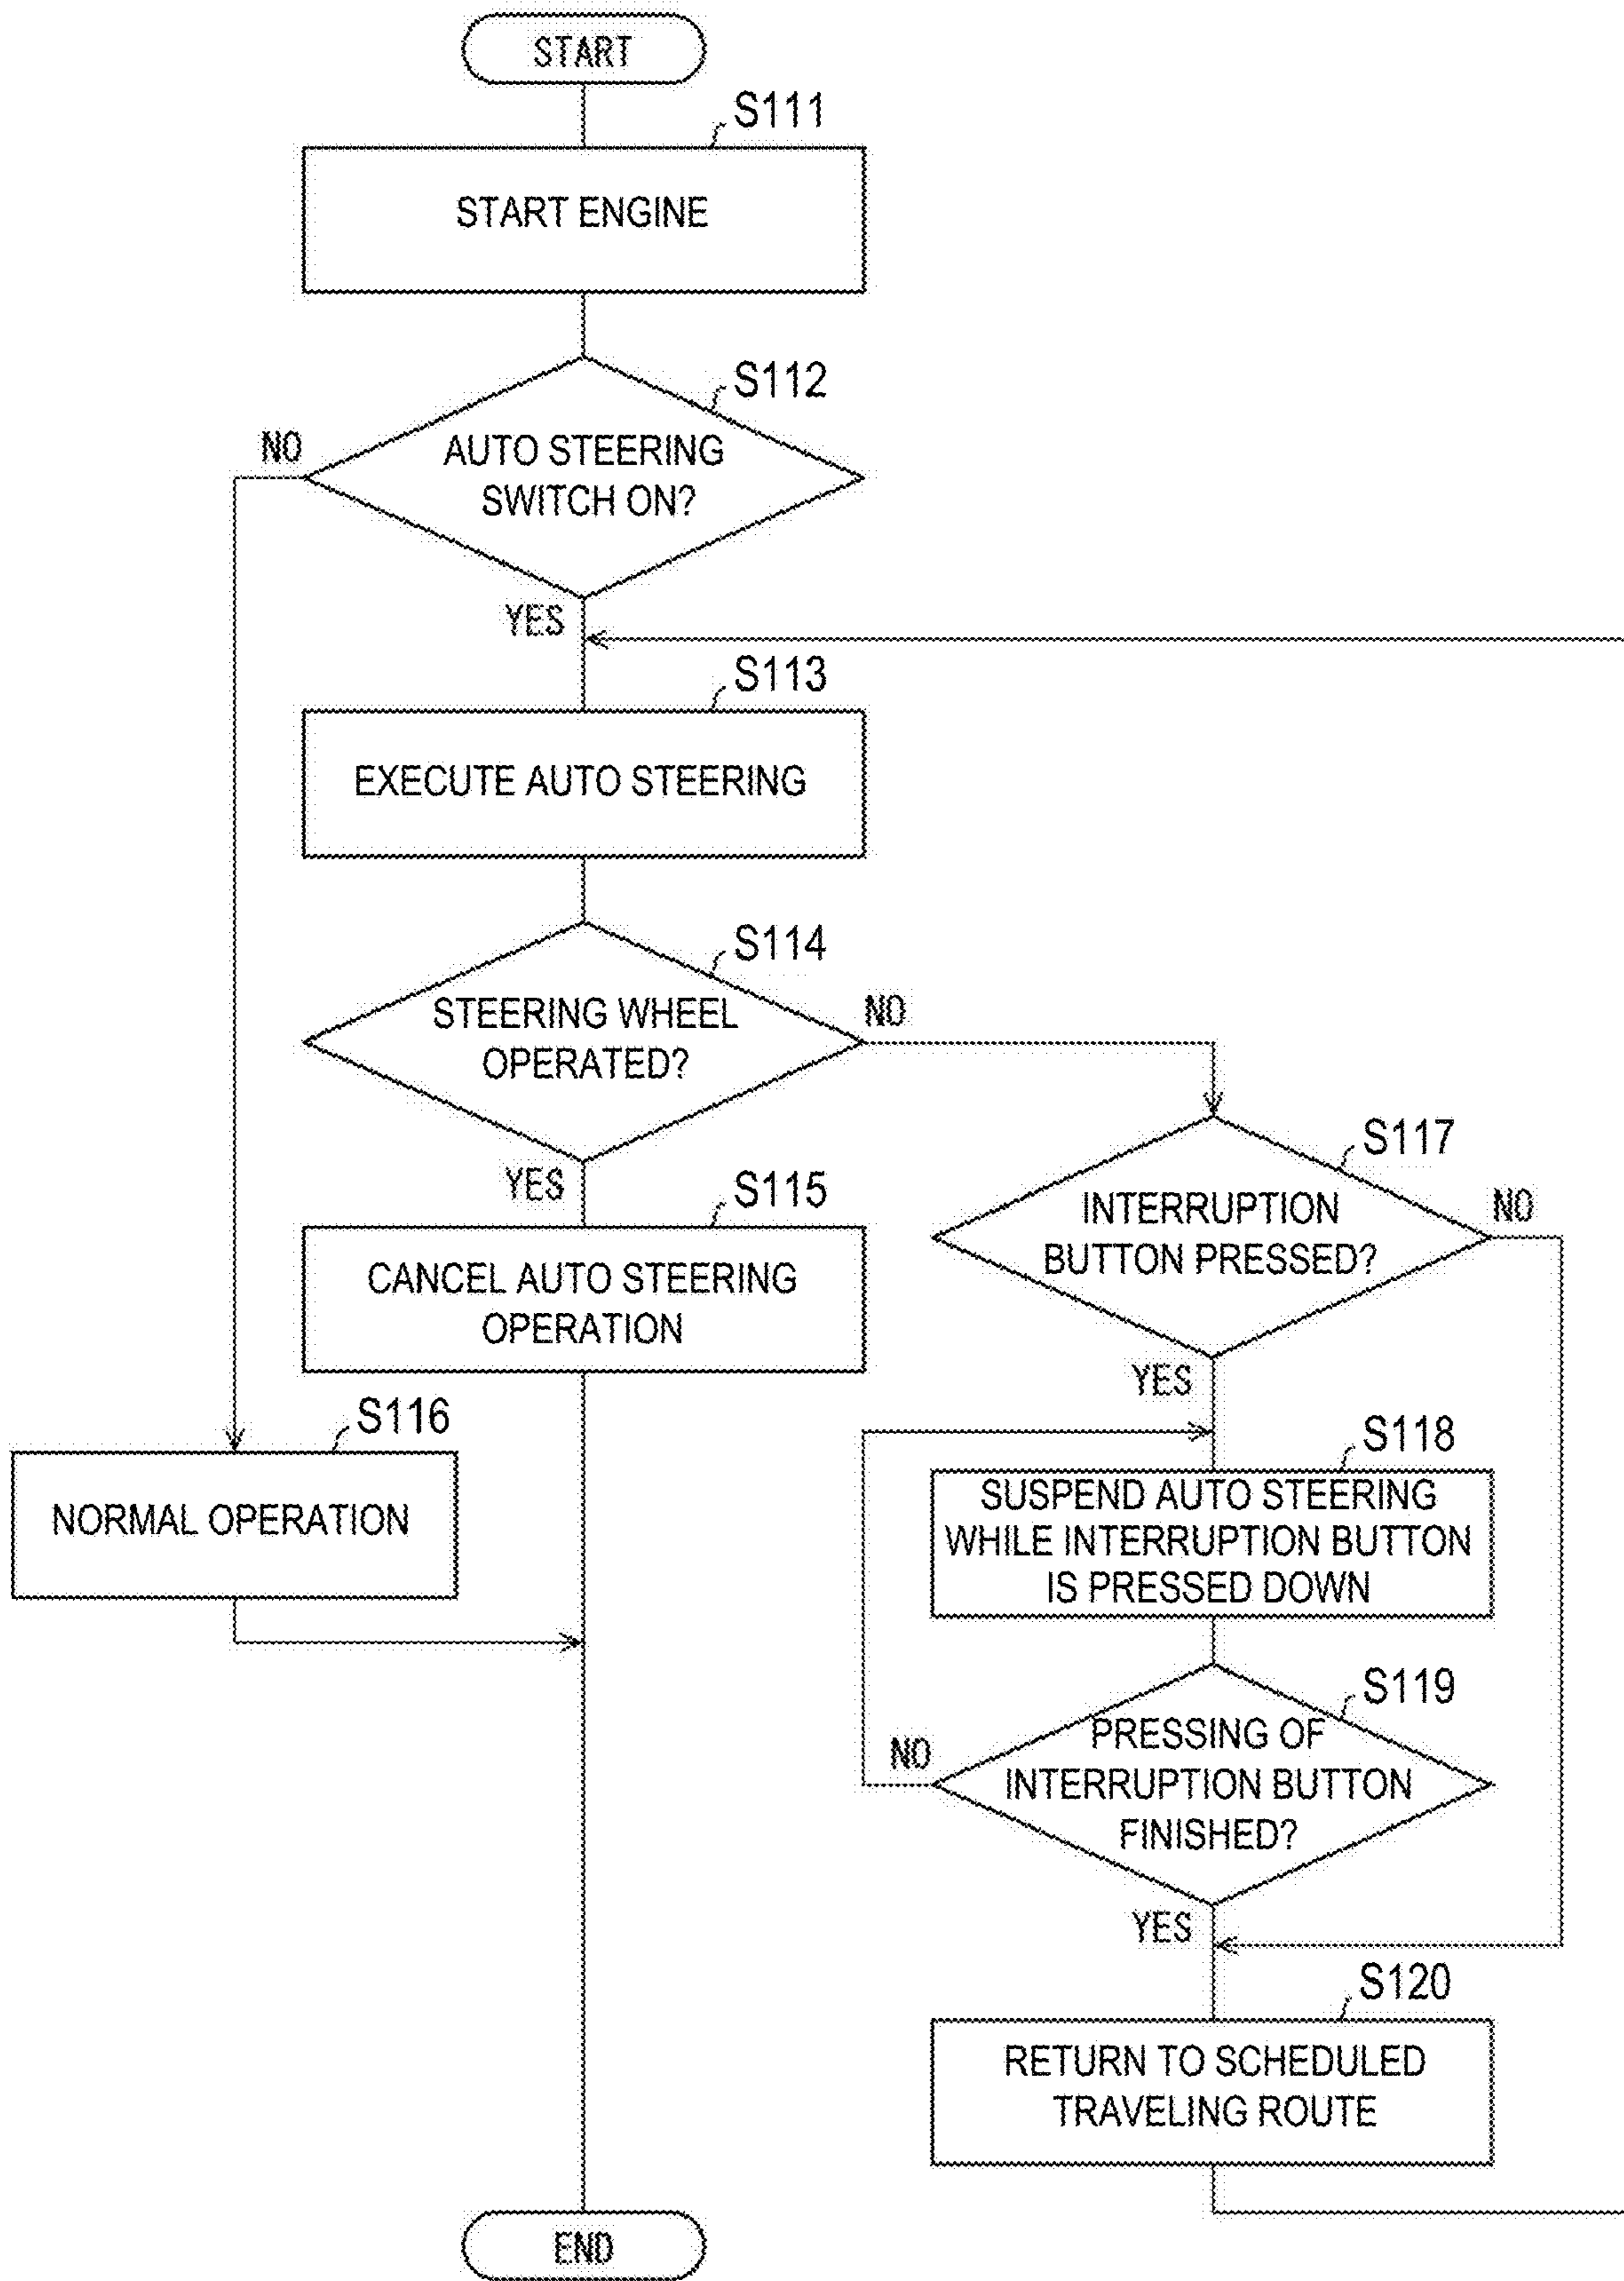 START
S111
START ENGINE
S112
AUTO STEERING
SWITCH ON?
NO
YES
S113
EXECUTE AUTO STEERING
S114
STEERING WHEEL
OPERATED?
NO
YES
S115
CANCEL AUTO STEERING
OPERATION
S116
NORMAL OPERATION
S117
INTERRUPTION
BUTTON PRESSED?
NO
YES
S118
SUSPEND AUTO STEERING
WHILE INTERRUPTION BUTTON
IS PRESSED DOWN
S119
PRESSING OF
INTERRUPTION BUTTON
FINISHED?
NO
YES
S120
RETURN TO SCHEDULED
TRAVELING ROUTE
END